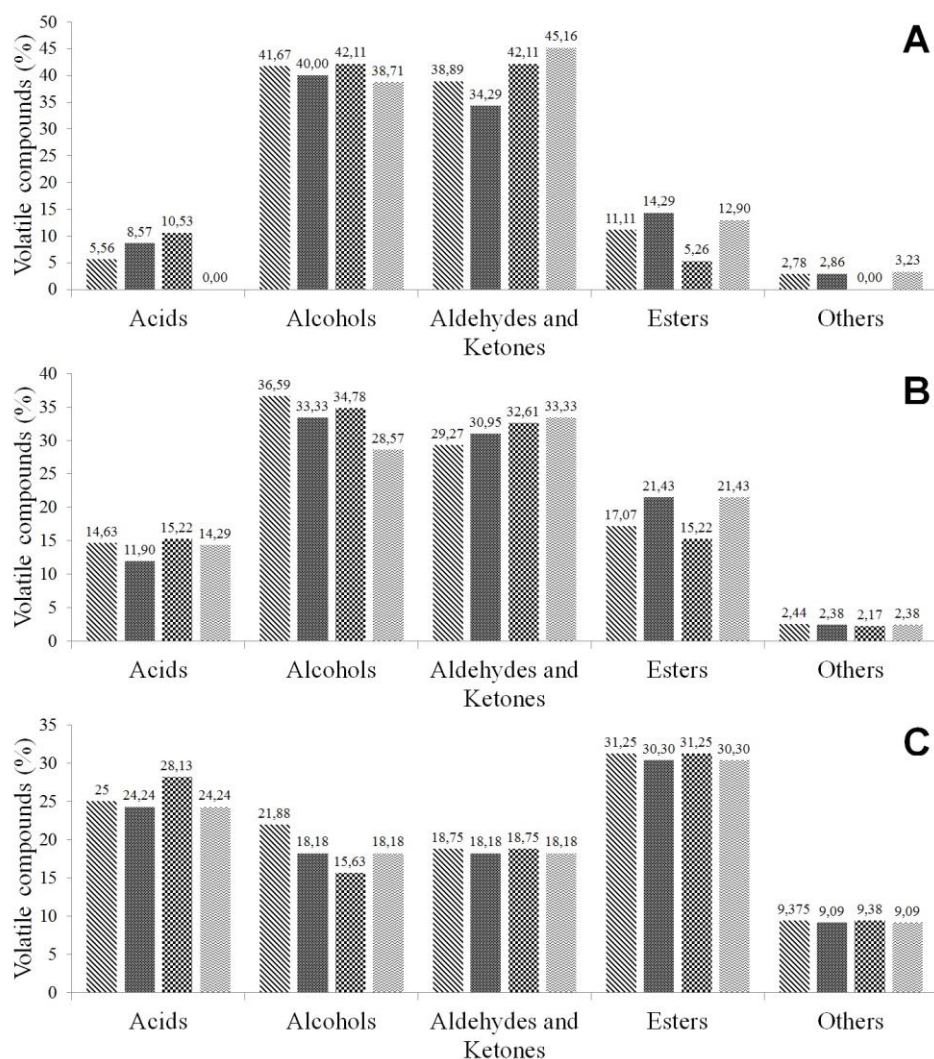 A
Volatile compounds (%)
50
45
40
35
30
25
20
15
10
5
0
5,56 8,57 10,53 0,00
41,67 40,00 42,11 38,71
38,89 34,29 42,11 45,16
11,11 14,29 5,26 12,90
2,78 2,86 0,00 3,23
Acids Alcohols Aldehydes and Esters Others
Ketones
B
Volatile compounds (%)
40
35
30
25
20
15
10
5
0
14,63 11,90 15,22 14,29
36,59 33,33 34,78 28,57
29,27 30,95 32,61 33,33
17,07 21,43 15,22 21,43
2,44 2,38 2,17 2,38
Acids Alcohols Aldehydes and Esters Others
Ketones
C
Volatile compounds (%)
35
30
25
20
15
10
5
0
25 24,24 28,13 24,24
21,88 18,18 15,63 18,18
18,75 18,18 18,75 18,18
31,25 30,30 31,25 30,30
9,375 9,09 9,38 9,09
Acids Alcohols Aldehydes and Esters Others
Ketones